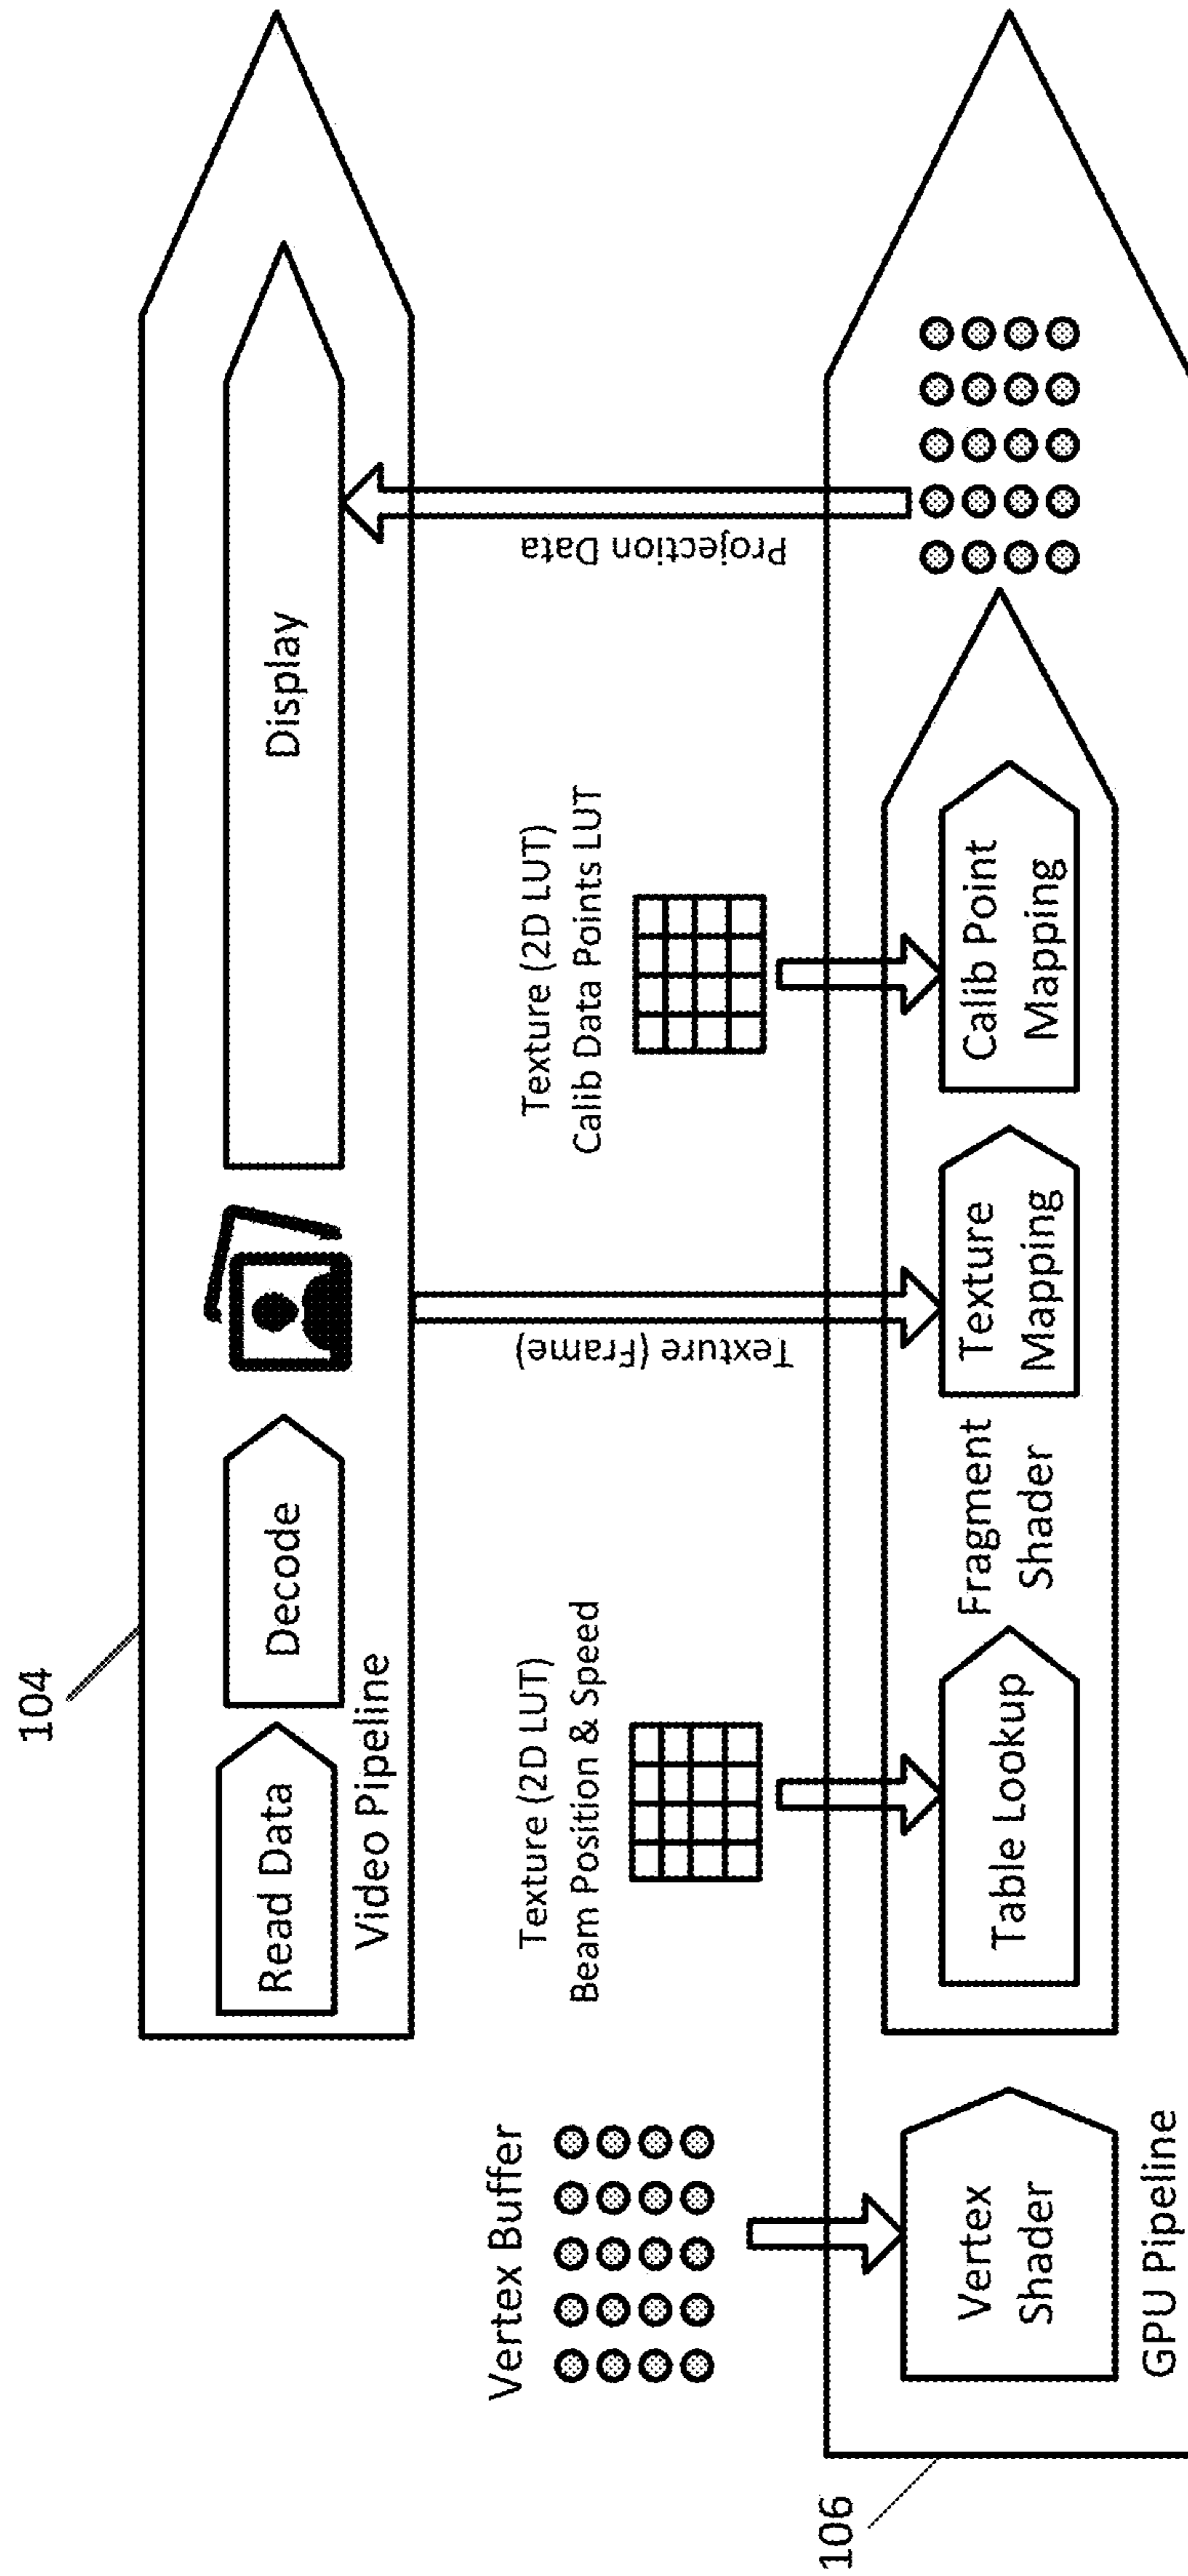 104
Read Data
Decode
Display
Video Pipeline
Vertex Buffer
Texture (2D LUT)
Beam Position & Speed
Texture (Frame)
Texture (2D LUT)
Calib Data Points LUT
Projection Data
106
Vertex
Shader
Table Lookup
Fragment
Shader
Texture
Mapping
Calib Point
Mapping
GPU Pipeline